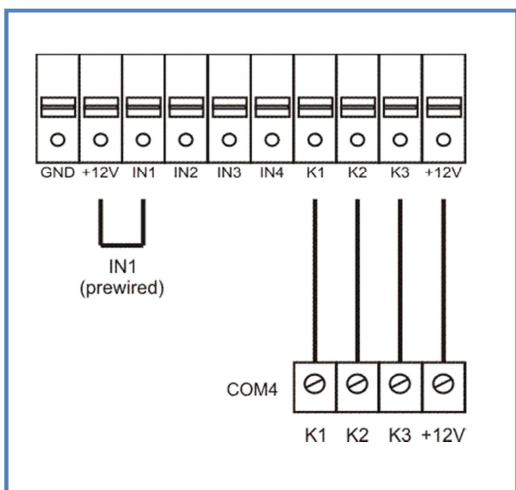 GND +12V IN1 IN2 IN3 IN4 K1 K2 K3 +12V
IN1
(prewired)
COM4
K1 K2 K3 +12V